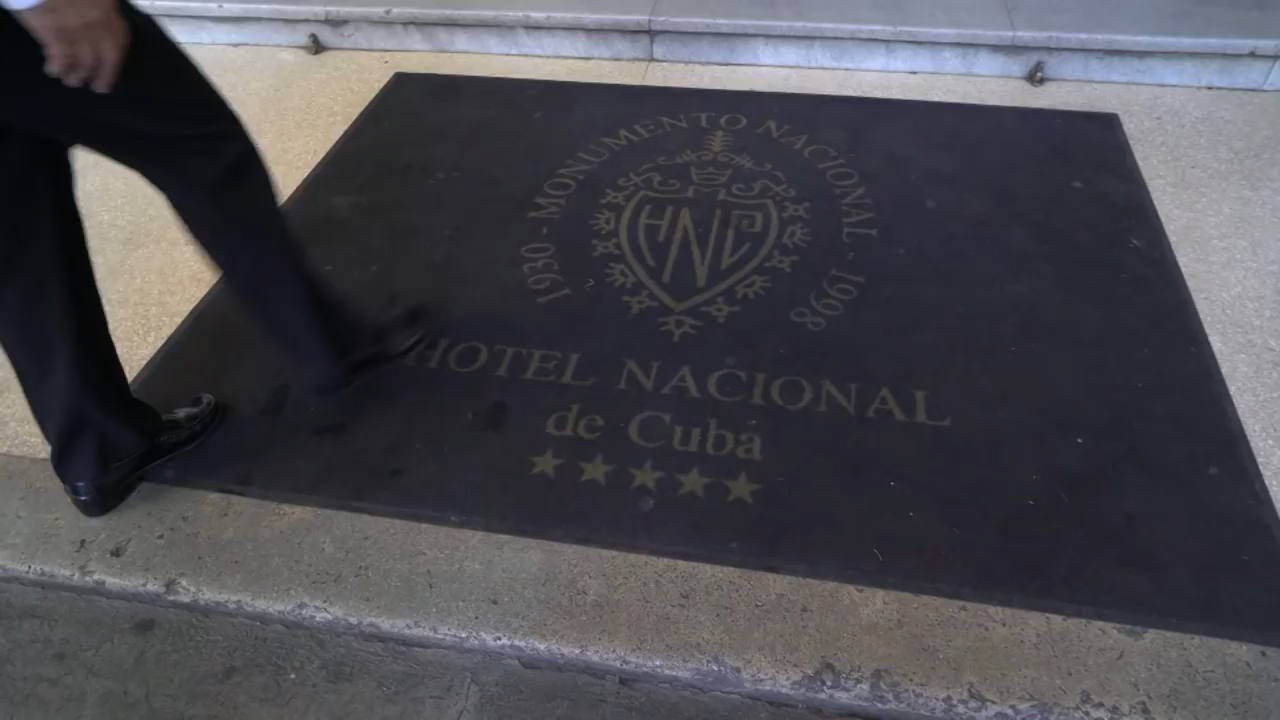 1930 - MONUMENTO NACIONAL - 1998
HNC
HOTEL NACIONAL
de Cuba